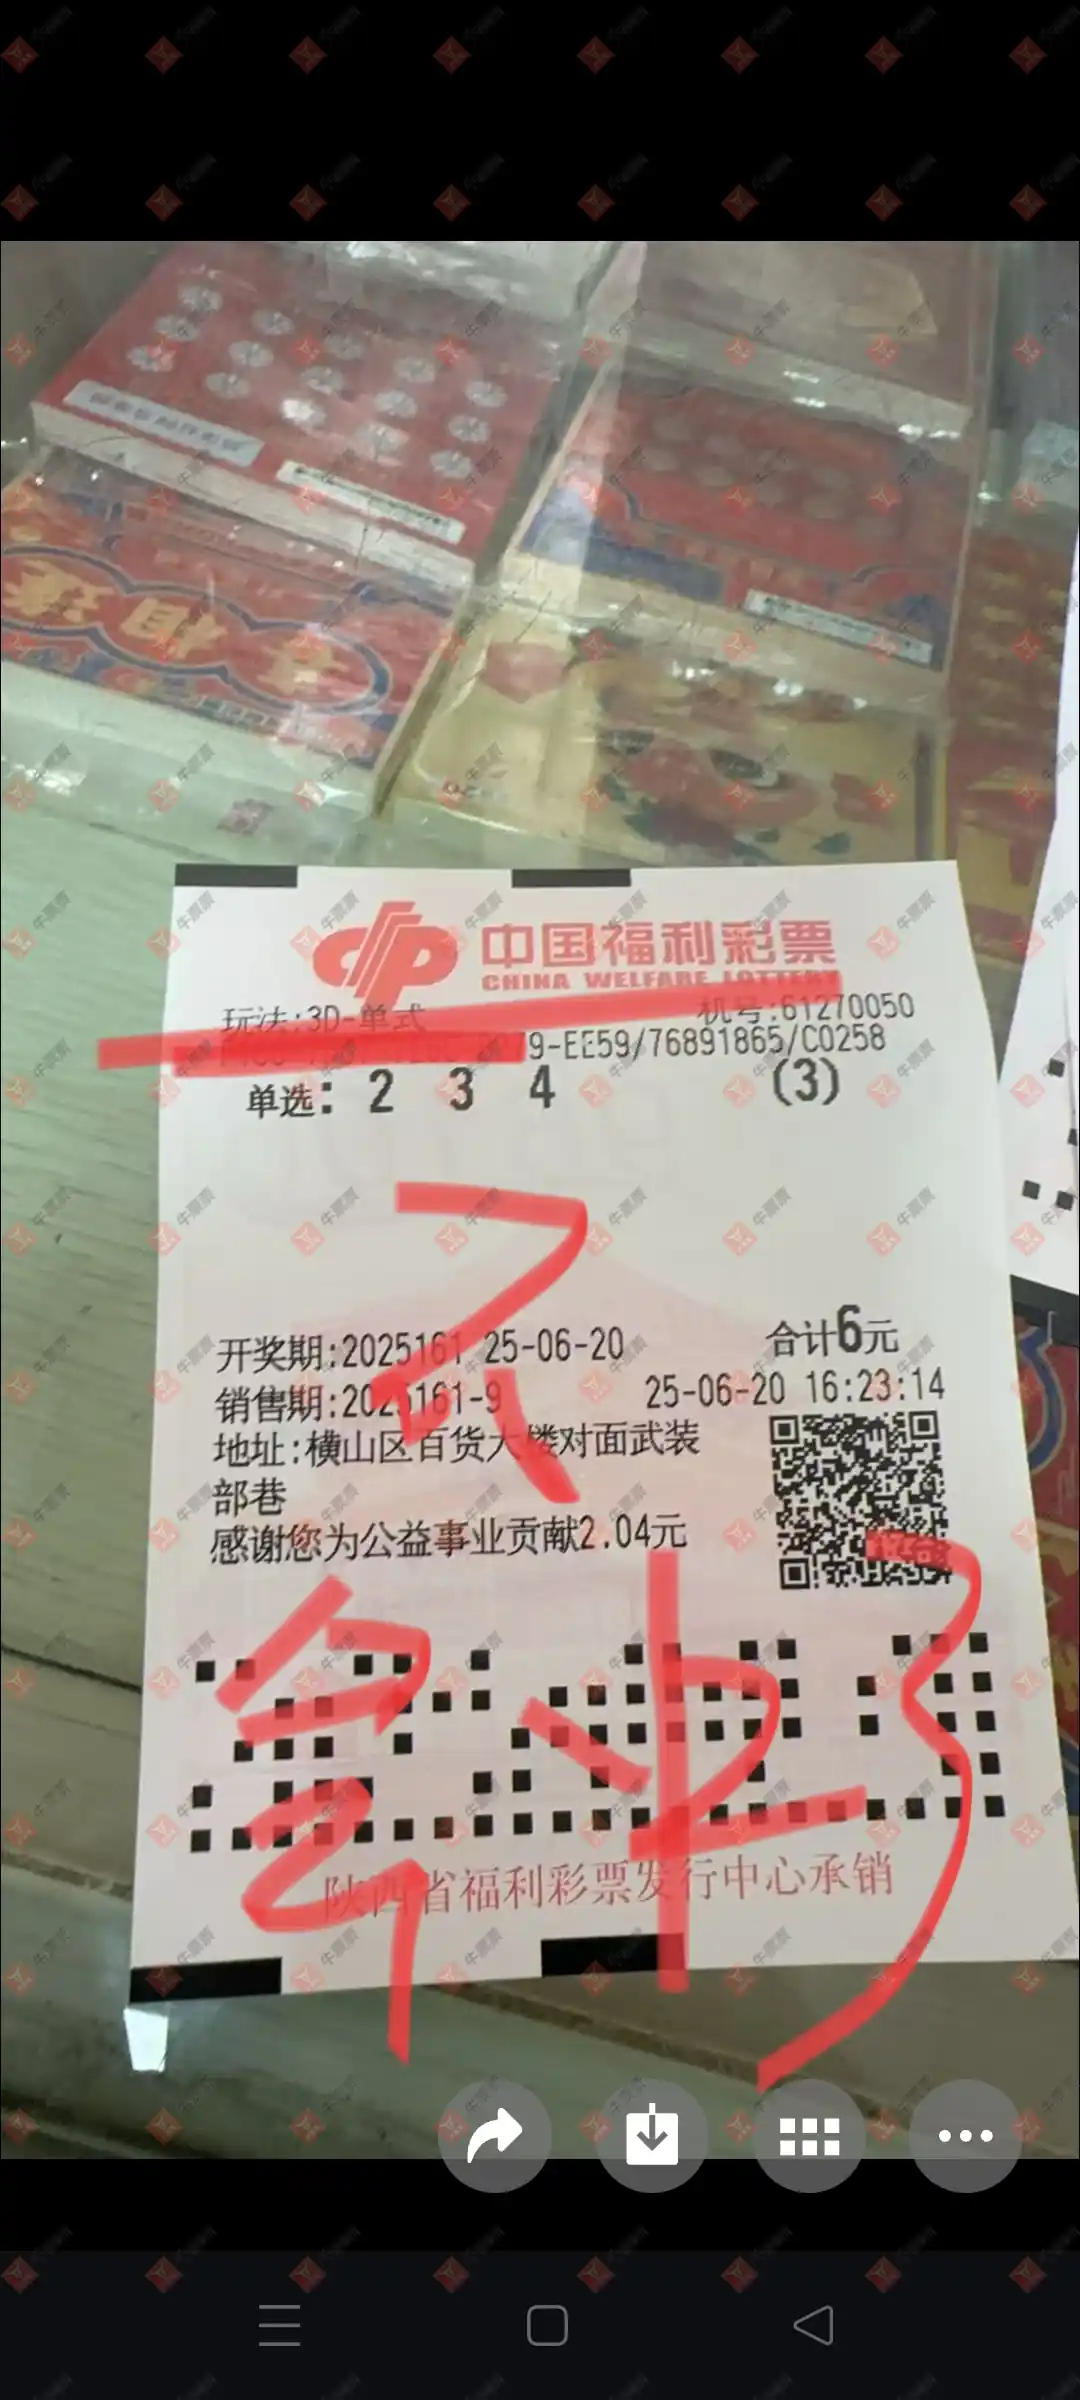 中国福利彩票
CHINA WELFARE LOTTERY
玩法:3D-单式 机号:61270050
9-EE59/76891865/C0258
单选: 2 3 4 (3)
开奖期:2025161 25-06-20 合计6元
销售期:2025161-9 25-06-20 16:23:14
地址:横山区百货大楼对面武装
部巷
感谢您为公益事业贡献2.04元
陕西省福利彩票发行中心承销
牛票票